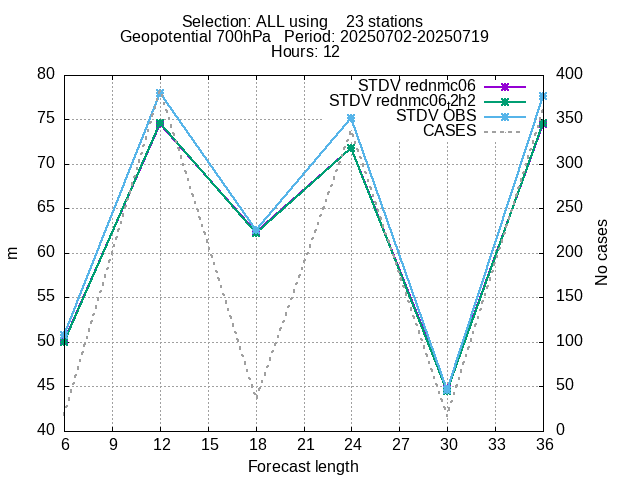 Selection: ALL using 23 stations
Geopotential 700hPa Period: 20250702-20250719
Hours: 12
STDV rednmc06
STDV rednmc06,2h2
STDV OBS
CASES
80
75
70
65
60
55
50
45
40
m
400
350
300
250
200
150
100
50
0
No cases
6 9 12 15 18 21 24 27 30 33 36
Forecast length